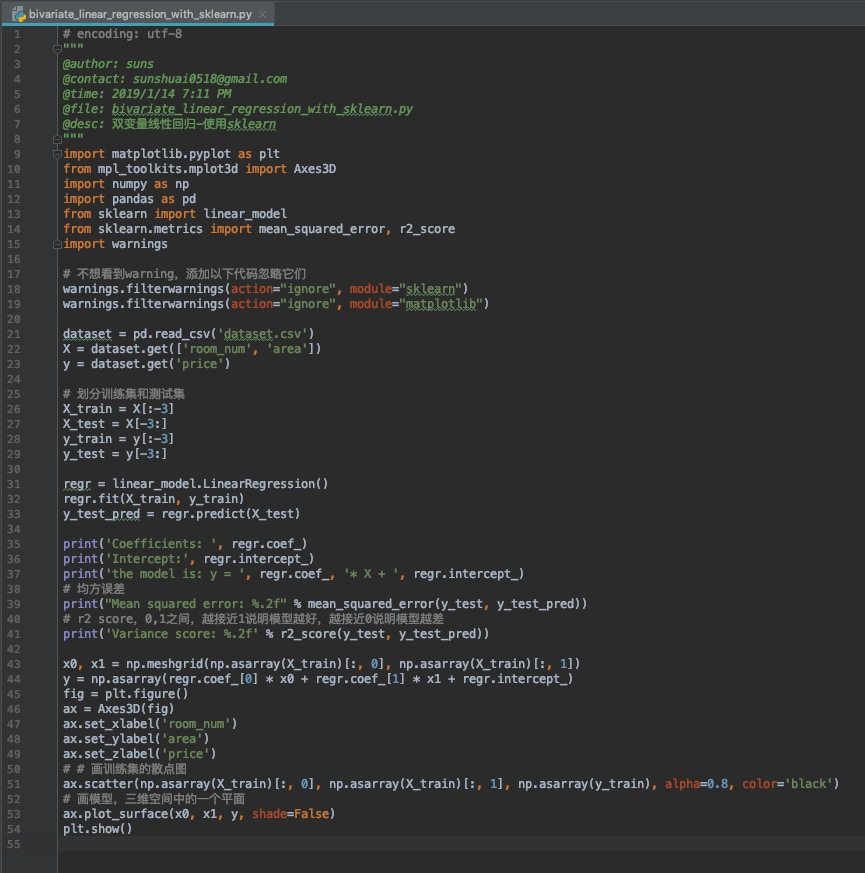 bivariate_linear_regression_with_sklearn.py ×
1 # encoding: utf-8
2 """
3 @author: suns
4 @contact: sunshuai0518@gmail.com
5 @time: 2019/1/14 7:11 PM
6 @file: bivariate_linear_regression_with_sklearn.py
7 @desc: 双变量线性回归-使用sklearn
8 """
9 import matplotlib.pyplot as plt
10 from mpl_toolkits.mplot3d import Axes3D
11 import numpy as np
12 import pandas as pd
13 from sklearn import linear_model
14 from sklearn.metrics import mean_squared_error, r2_score
15 import warnings
16
17 # 不想看到warning，添加以下代码忽略它们
18 warnings.filterwarnings(action="ignore", module="sklearn")
19 warnings.filterwarnings(action="ignore", module="matplotlib")
20
21 dataset = pd.read_csv('dataset.csv')
22 X = dataset.get(['room_num', 'area'])
23 y = dataset.get('price')
24
25 # 划分训练集和测试集
26 X_train = X[:-3]
27 X_test = X[-3:]
28 y_train = y[:-3]
29 y_test = y[-3:]
30
31 regr = linear_model.LinearRegression()
32 regr.fit(X_train, y_train)
33 y_test_pred = regr.predict(X_test)
34
35 print('Coefficients: ', regr.coef_)
36 print('Intercept:', regr.intercept_)
37 print('the model is: y = ', regr.coef_, '* X + ', regr.intercept_)
38 # 均方误差
39 print("Mean squared error: %.2f" % mean_squared_error(y_test, y_test_pred))
40 # r2 score，0,1之间，越接近1说明模型越好，越接近0说明模型越差
41 print('Variance score: %.2f' % r2_score(y_test, y_test_pred))
42
43 x0, x1 = np.meshgrid(np.asarray(X_train)[:, 0], np.asarray(X_train)[:, 1])
44 y = np.asarray(regr.coef_[0] * x0 + regr.coef_[1] * x1 + regr.intercept_)
45 fig = plt.figure()
46 ax = Axes3D(fig)
47 ax.set_xlabel('room_num')
48 ax.set_ylabel('area')
49 ax.set_zlabel('price')
50 # # 画训练集的散点图
51 ax.scatter(np.asarray(X_train)[:, 0], np.asarray(X_train)[:, 1], np.asarray(y_train), alpha=0.8, color='black')
52 # 画模型，三维空间中的一个平面
53 ax.plot_surface(x0, x1, y, shade=False)
54 plt.show()
55